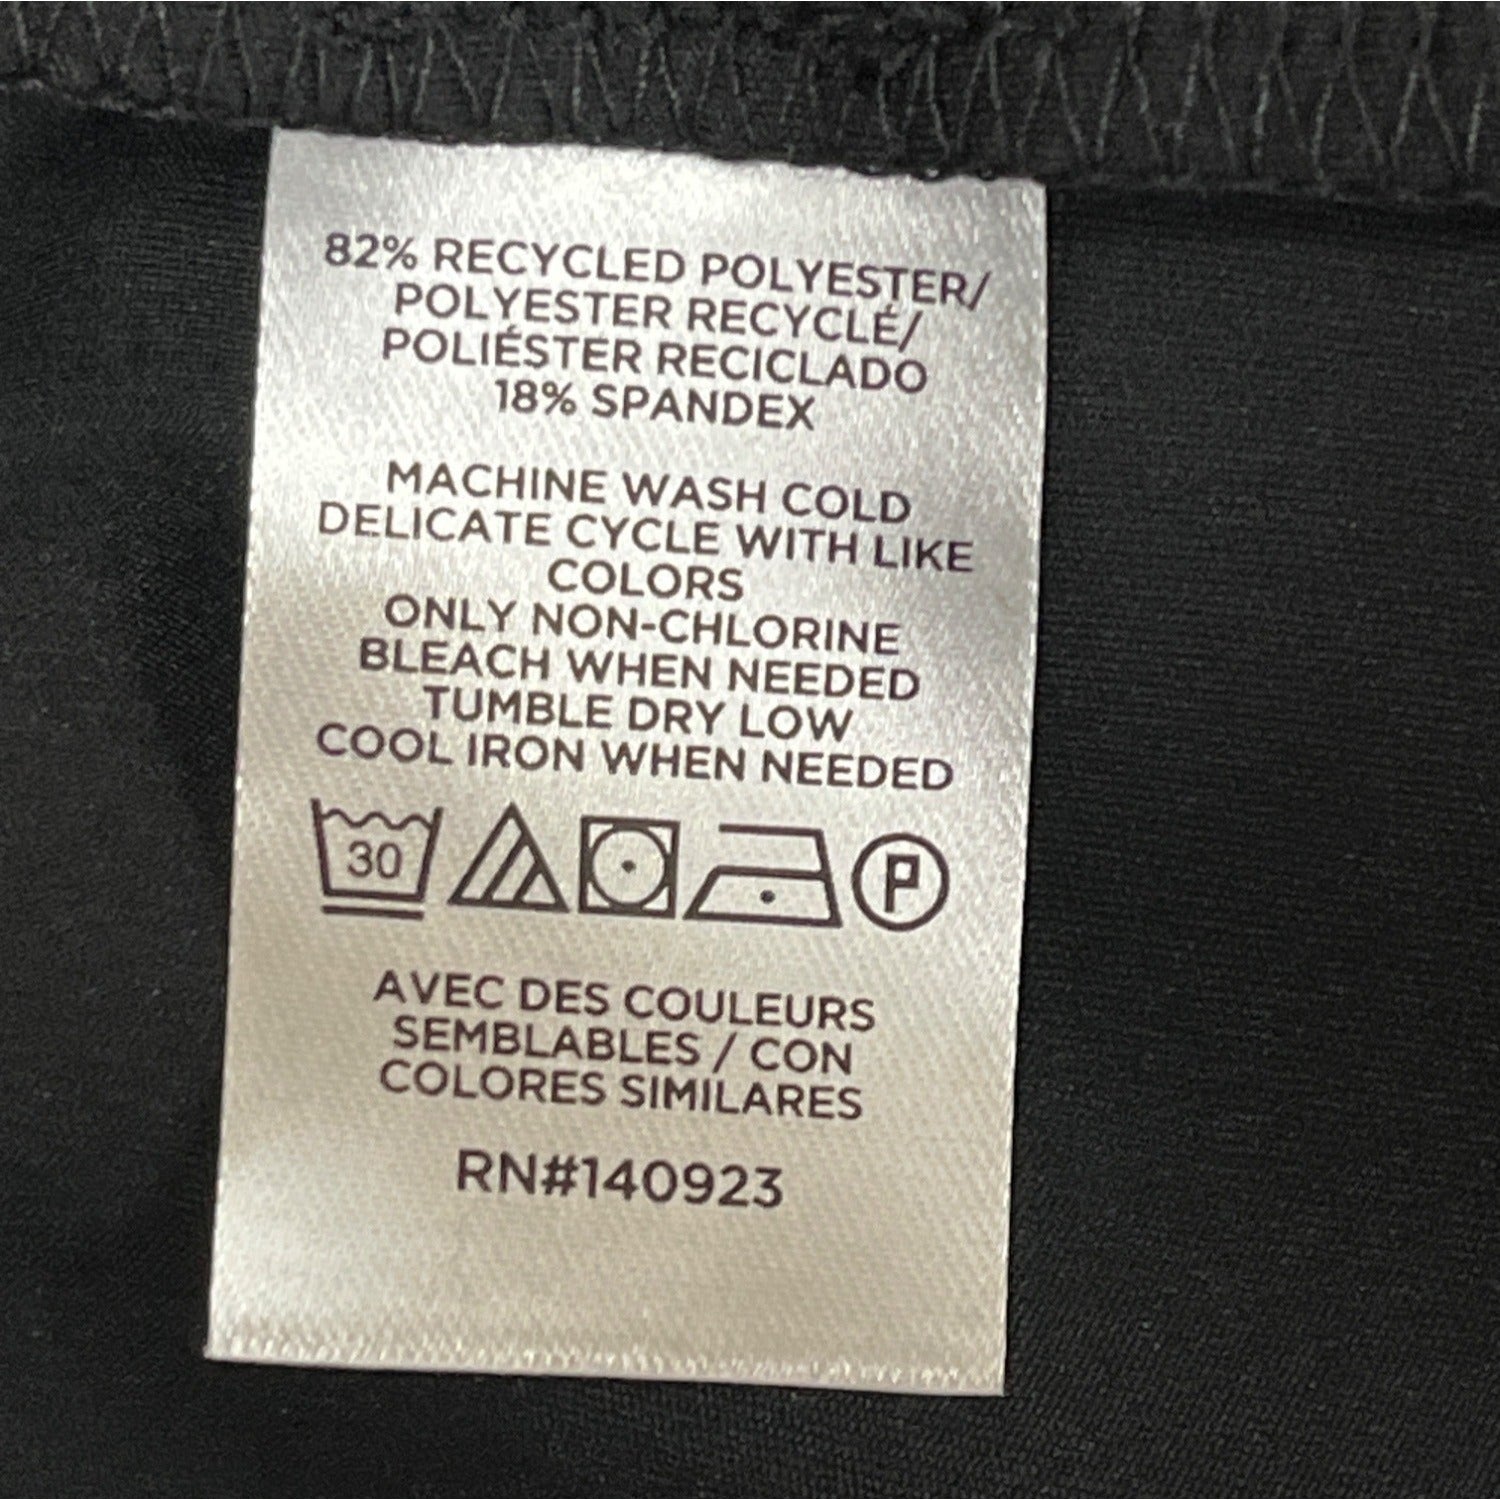 82% RECYCLED POLYESTER/
POLYESTER RECYCLÉ/
POLIÉSTER RECICLADO
18% SPANDEX
MACHINE WASH COLD
DELICATE CYCLE WITH LIKE
COLORS
ONLY NON-CHLORINE
BLEACH WHEN NEEDED
TUMBLE DRY LOW
COOL IRON WHEN NEEDED
30 P
AVEC DES COULEURS
SEMBLABLES / CON
COLORES SIMILARES
RN#140923